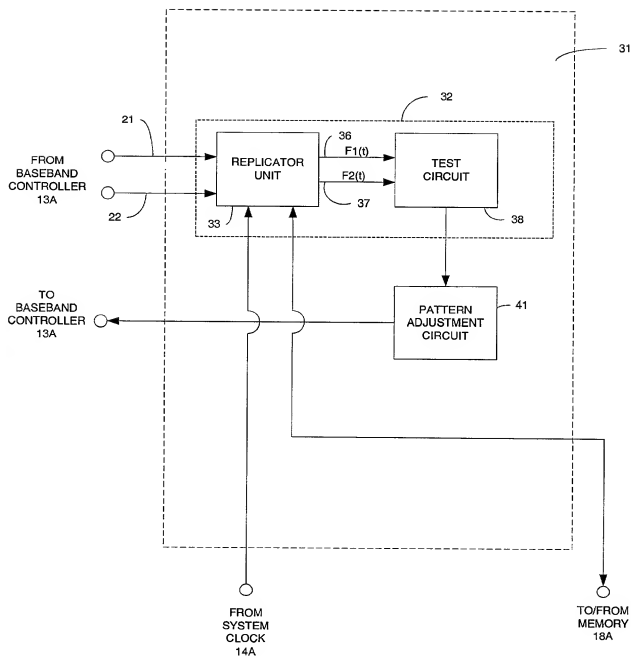 31
32
21
36
FROM
BASEBAND
CONTROLLER
13A
REPLICATOR
UNIT
F1(t)
F2(t)
TEST
CIRCUIT
22
33
37
38
TO
BASEBAND
CONTROLLER
13A
PATTERN
ADJUSTMENT
CIRCUIT
41
FROM
SYSTEM
CLOCK
14A
TO/FROM
MEMORY
18A